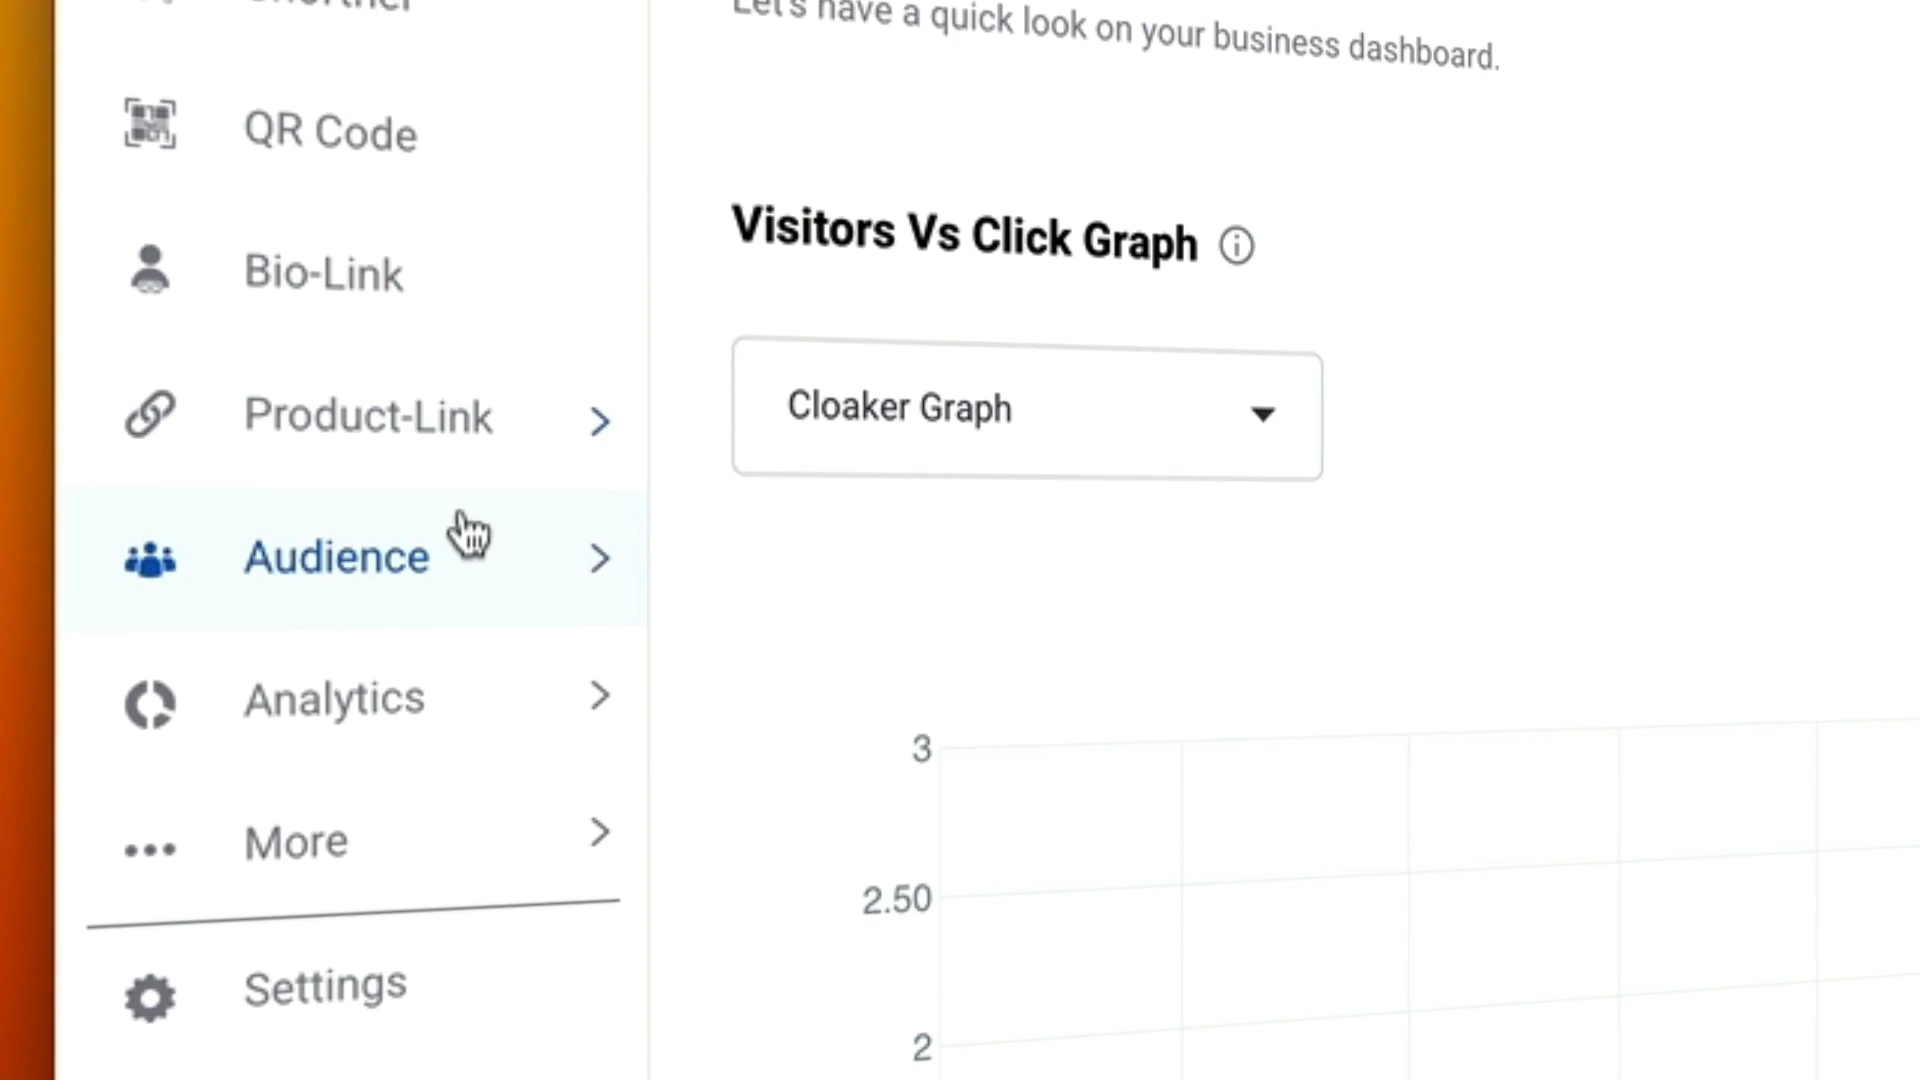 Let's have a quick look on your business dashboard.
QR Code
Bio-Link
Product-Link
Audience
Analytics
More
Settings
Visitors Vs Click Graph
Cloaker Graph
3
2.50
2